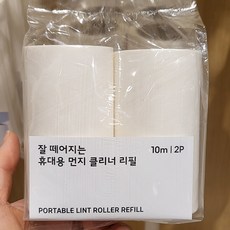 잘 떼어지는
휴대용 먼지 클리너 리필
10m | 2P
PORTABLE LINT ROLLER REFILL